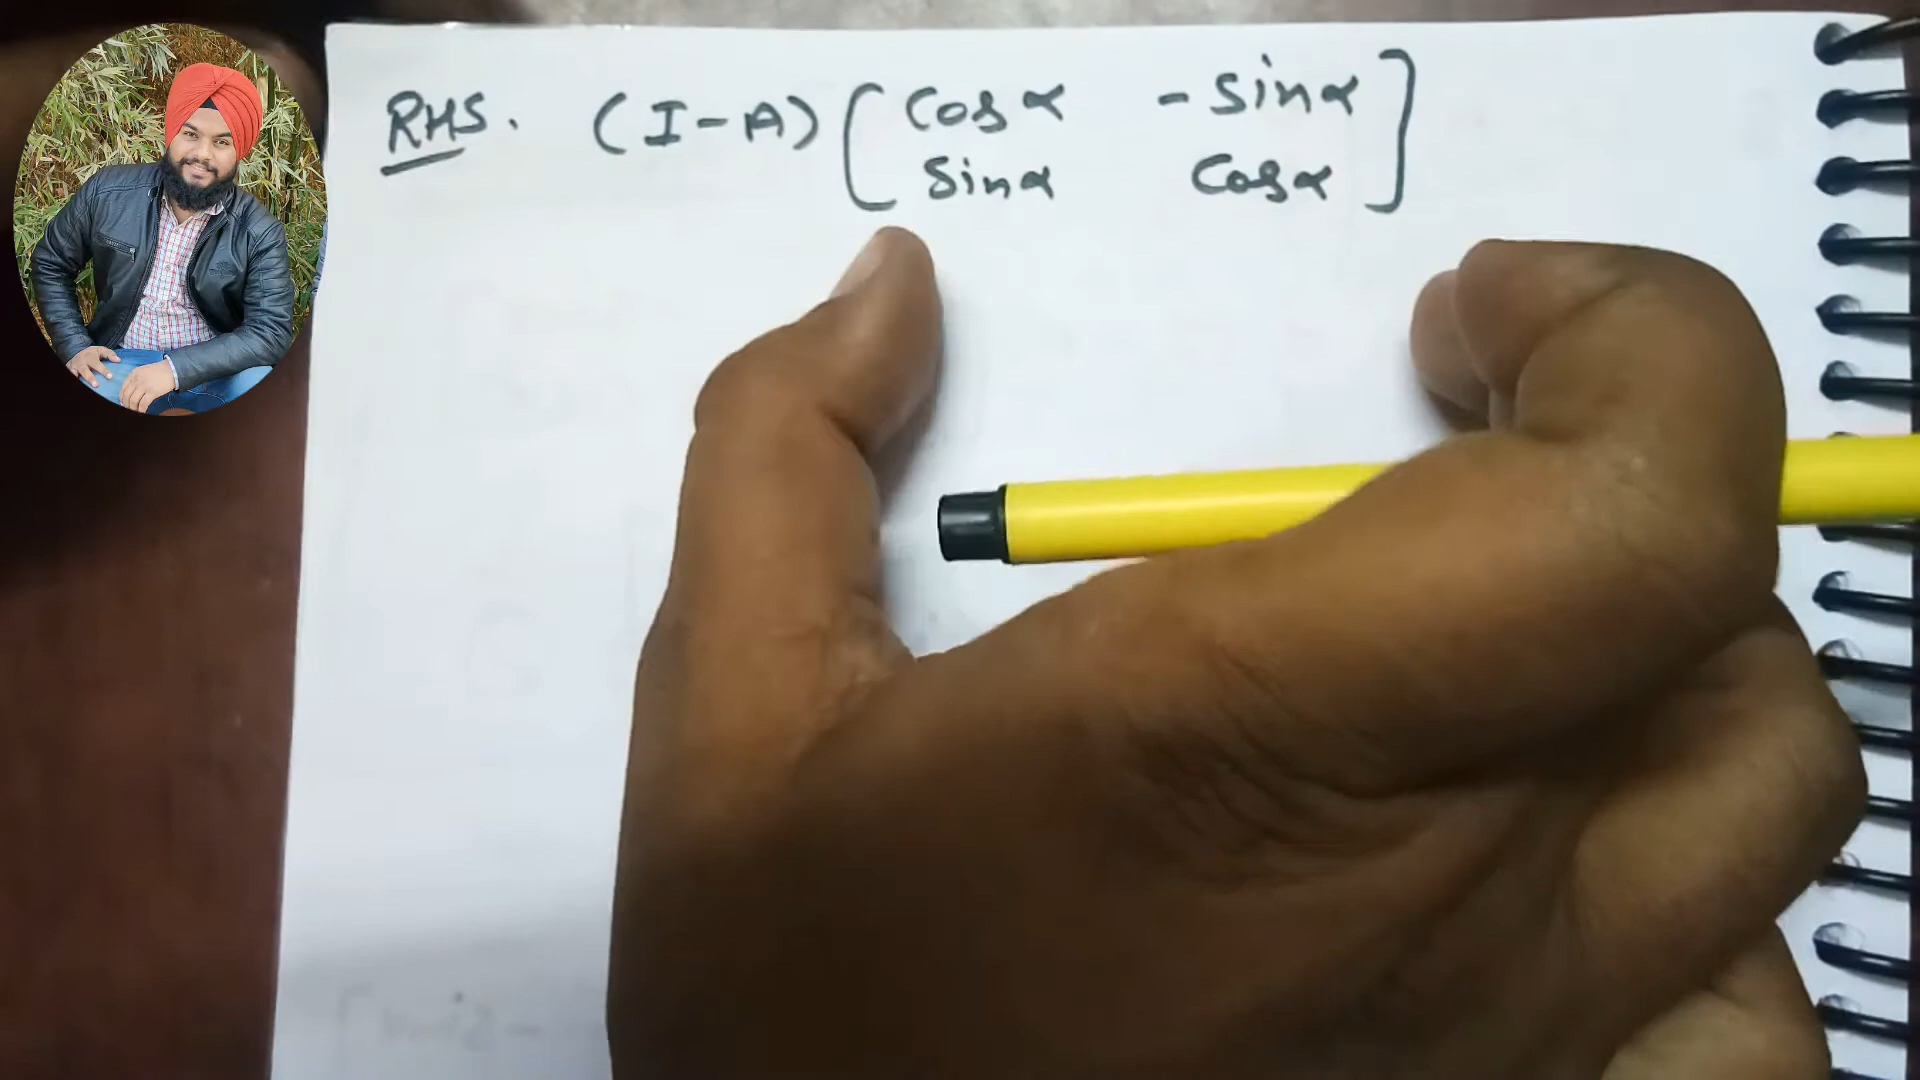 RHS. (I-A) [ Cosα -Sinα ]
Sinα Cosα